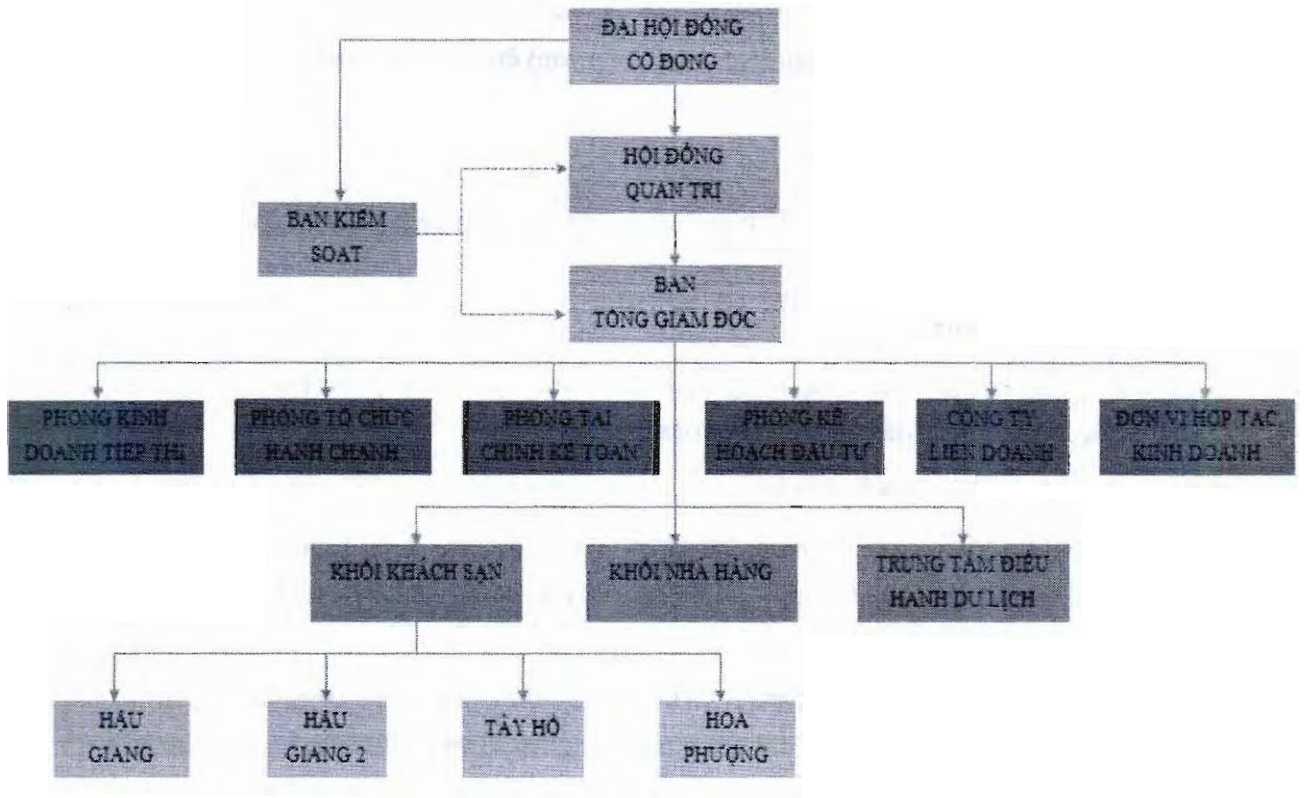 ĐẠI HỘI ĐỒNG
CỔ ĐÔNG
HỘI ĐỒNG
QUẢN TRỊ
BAN KIỂM
SOÁT
BAN
TỔNG GIÁM ĐỐC
PHÒNG KINH
DOANH TIẾP THỊ
PHÒNG TỔ CHỨC
HÀNH CHÁNH
PHÒNG TÀI
CHÍNH KẾ TOÁN
PHÒNG KẾ
HOẠCH ĐẦU TƯ
CÔNG TY
LIÊN DOANH
ĐƠN VỊ HỢP TÁC
KINH DOANH
KHỐI KHÁCH SẠN
KHỐI NHÀ HÀNG
TRUNG TÂM ĐIỀU
HÀNH DU LỊCH
HẬU
GIANG
HẬU
GIANG 2
TÂY HỒ
HOA
PHƯỢNG